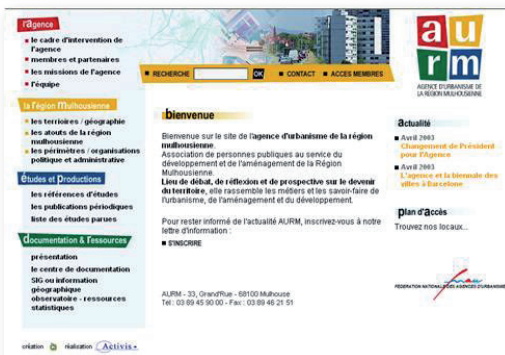 l'agence
le cadre d'intervention de
l'agence
membres et partenaires
les missions de l'agence
l'équipe
la région mulhousienne
les terrioires / géographie
les atouts de la région
mulhousienne
les périmètres / organisations
politique et administrative
études et productions
les références d'études
les publications périodiques
liste des études parues
documentation & ressources
présentation
le centre de documentation
SIG ou information
géographique
observatoire - ressources
statistiques
création réalisation Activis
RECHERCHE OK CONTACT ACCES MEMBRES
bienvenue
Bienvenue sur le site de l'agence d'urbanisme de la région
mulhousienne.
Association de personnes publiques au service du
développement et de l'aménagement de la Région
Mulhousienne.
Lieu de débat, de réflexion et de prospective sur le devenir
du territoire, elle rassemble les métiers et les savoir-faire de
l'urbanisme, de l'aménagement et du développement.
Pour rester informé de l'actualité AURM, inscrivez-vous à notre
lettre d'information :
S'INSCRIRE
AURM - 33, Grand'Rue - 68100 Mulhouse
Tel : 03 89 45 90 00 - Fax : 03 89 46 21 51
au
rm
AGENCE D'URBANISME DE
LA REGION MULHOUSIENNE
actualité
Avril 2003
Changement de Président
pour l'Agence
Avril 2003
L'agence et la biennale des
villes à Barcelone
plan d'accès
Trouvez nos locaux...
fnau
FEDERATION NATIONALE DES AGENCES D'URBANISME